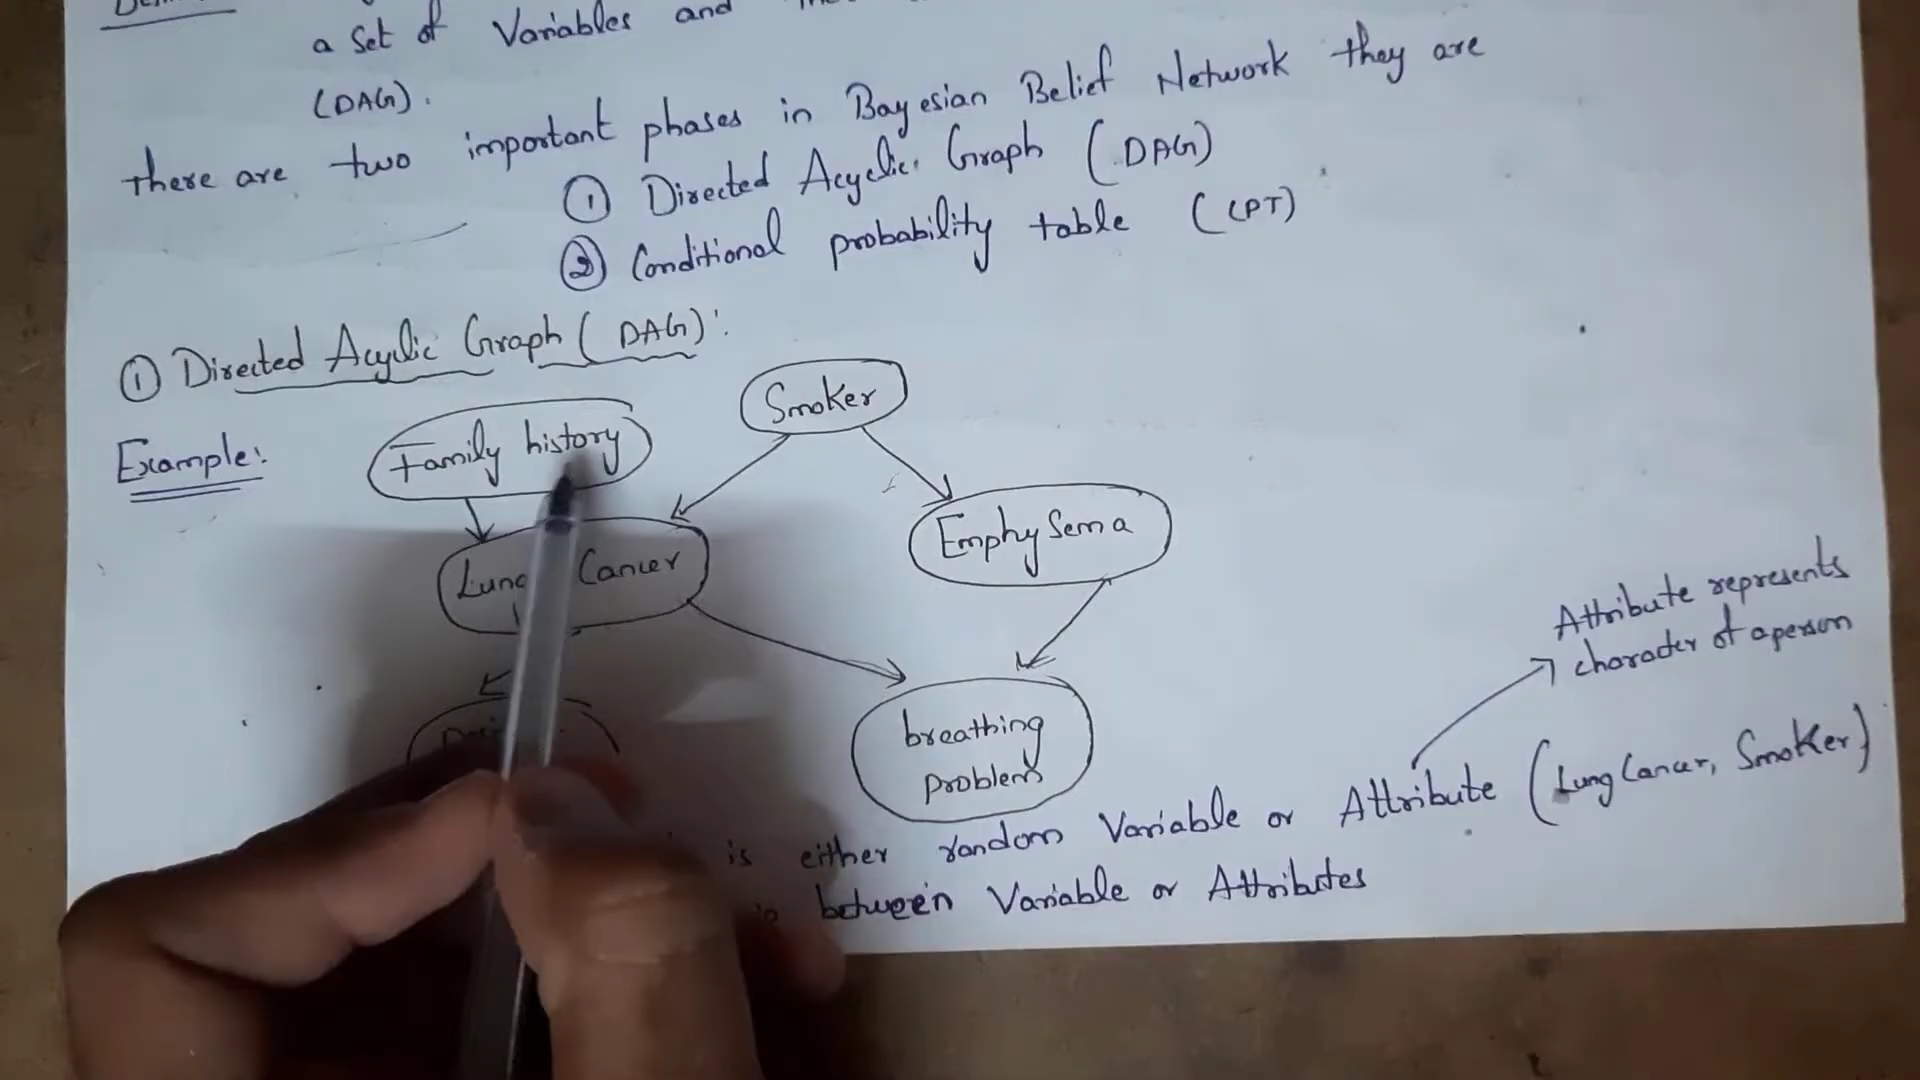 a set of Variables and
(DAG).
there are two important phases in Bayesian Belief Network they are
① Directed Acyclic Graph (DAG)
② Conditional probability table (CPT)
① Directed Acyclic Graph (DAG):
Example:
Family history
Smoker
Lung Cancer
Emphysema
breathing
problem
Attribute represents
character of a person
is either random Variable or Attribute (Lung Cancer, Smoker)
between Variable or Attributes